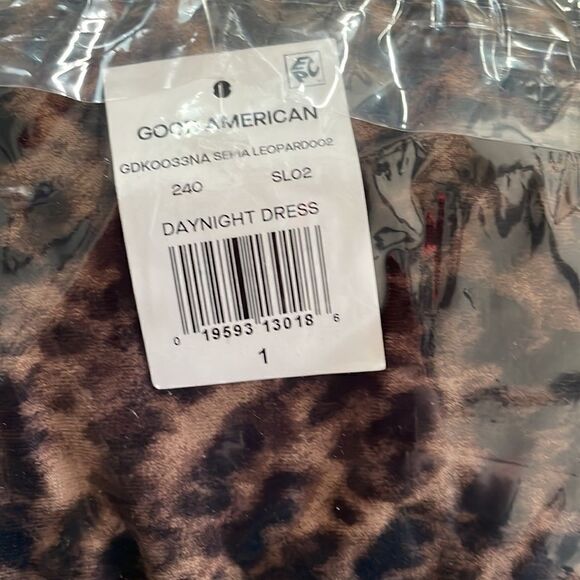 GOOD AMERICAN
GDK0033NA SEPIA LEOPARD002
240 SL02
DAYNIGHT DRESS
0 19593 13018 6
1